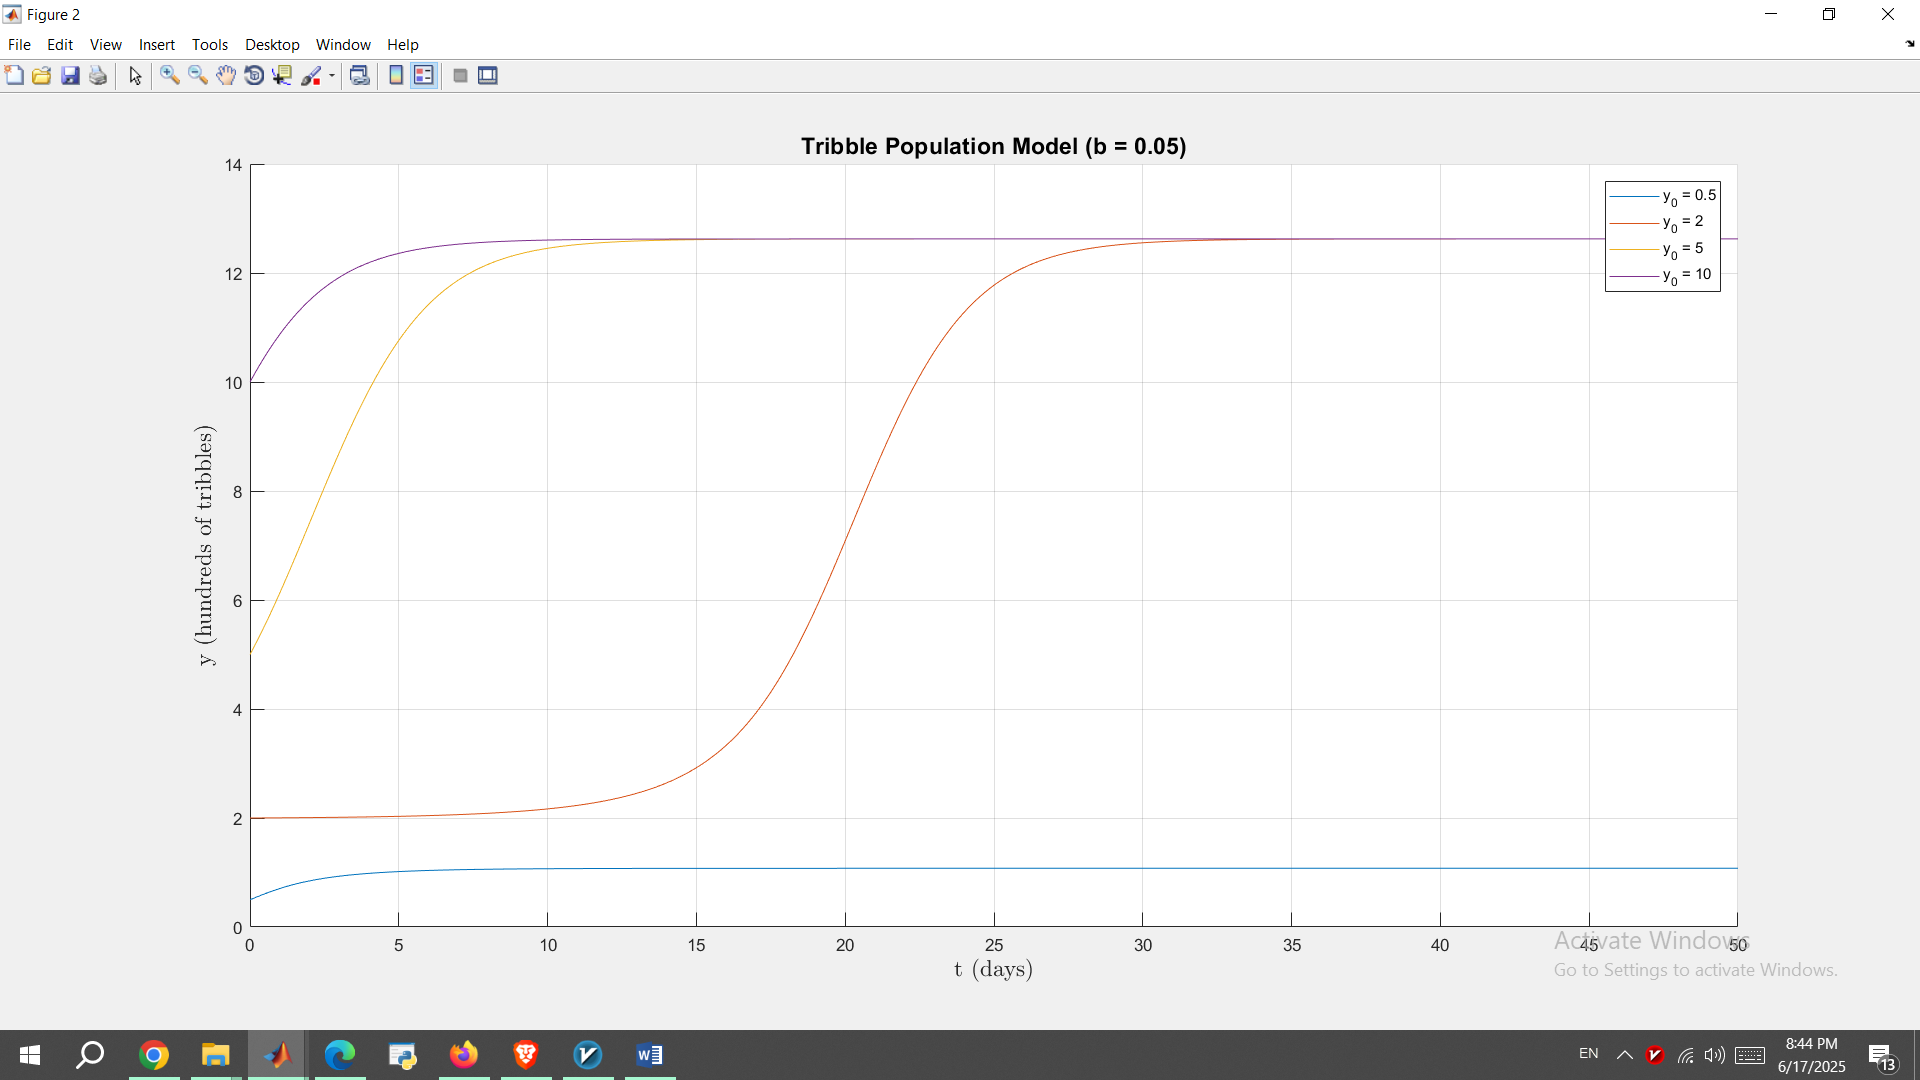 Figure 2
File Edit View Insert Tools Desktop Window Help
Tribble Population Model (b = 0.05)
14
12
10
8
6
4
2
0
y (hundreds of tribbles)
y0 = 0.5
y0 = 2
y0 = 5
y0 = 10
0 5 10 15 20 25 30 35 40 45 50
t (days)
Activate Windows
Go to Settings to activate Windows.
EN
8:44 PM
6/17/2025
13